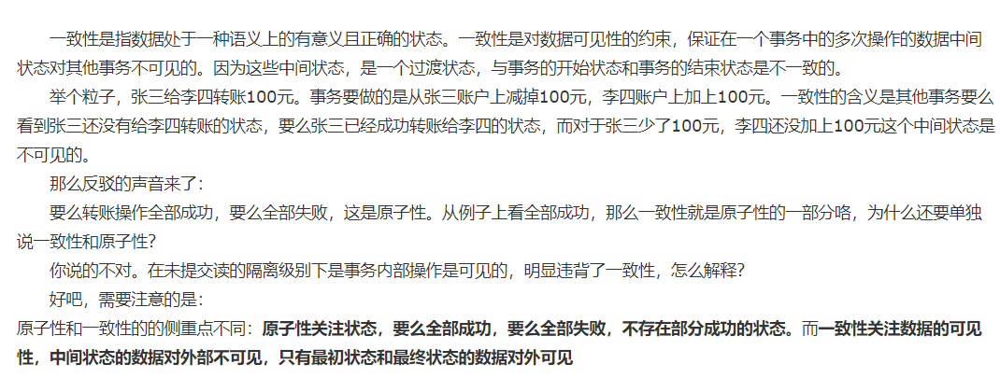 一致性是指数据处于一种语义上的有意义且正确的状态。一致性是对数据可见性的约束，保证在一个事务中的多次操作的数据中间
状态对其他事务不可见的。因为这些中间状态，是一个过渡状态，与事务的开始状态和事务的结束状态是不一致的。
举个粒子，张三给李四转账100元。事务要做的是从张三账户上减掉100元，李四账户上加上100元。一致性的含义是其他事务要么
看到张三还没有给李四转账的状态，要么张三已经成功转账给李四的状态，而对于张三少了100元，李四还没加上100元这个中间状态是
不可见的。
那么反驳的声音来了：
要么转账操作全部成功，要么全部失败，这是原子性。从例子上看全部成功，那么一致性就是原子性的一部分咯，为什么还要单独
说一致性和原子性？
你说的不对。在未提交读的隔离级别下是事务内部操作是可见的，明显违背了一致性，怎么解释？
好吧，需要注意的是：
原子性和一致性的的侧重点不同：原子性关注状态，要么全部成功，要么全部失败，不存在部分成功的状态。而一致性关注数据的可见
性，中间状态的数据对外部不可见，只有最初状态和最终状态的数据对外可见